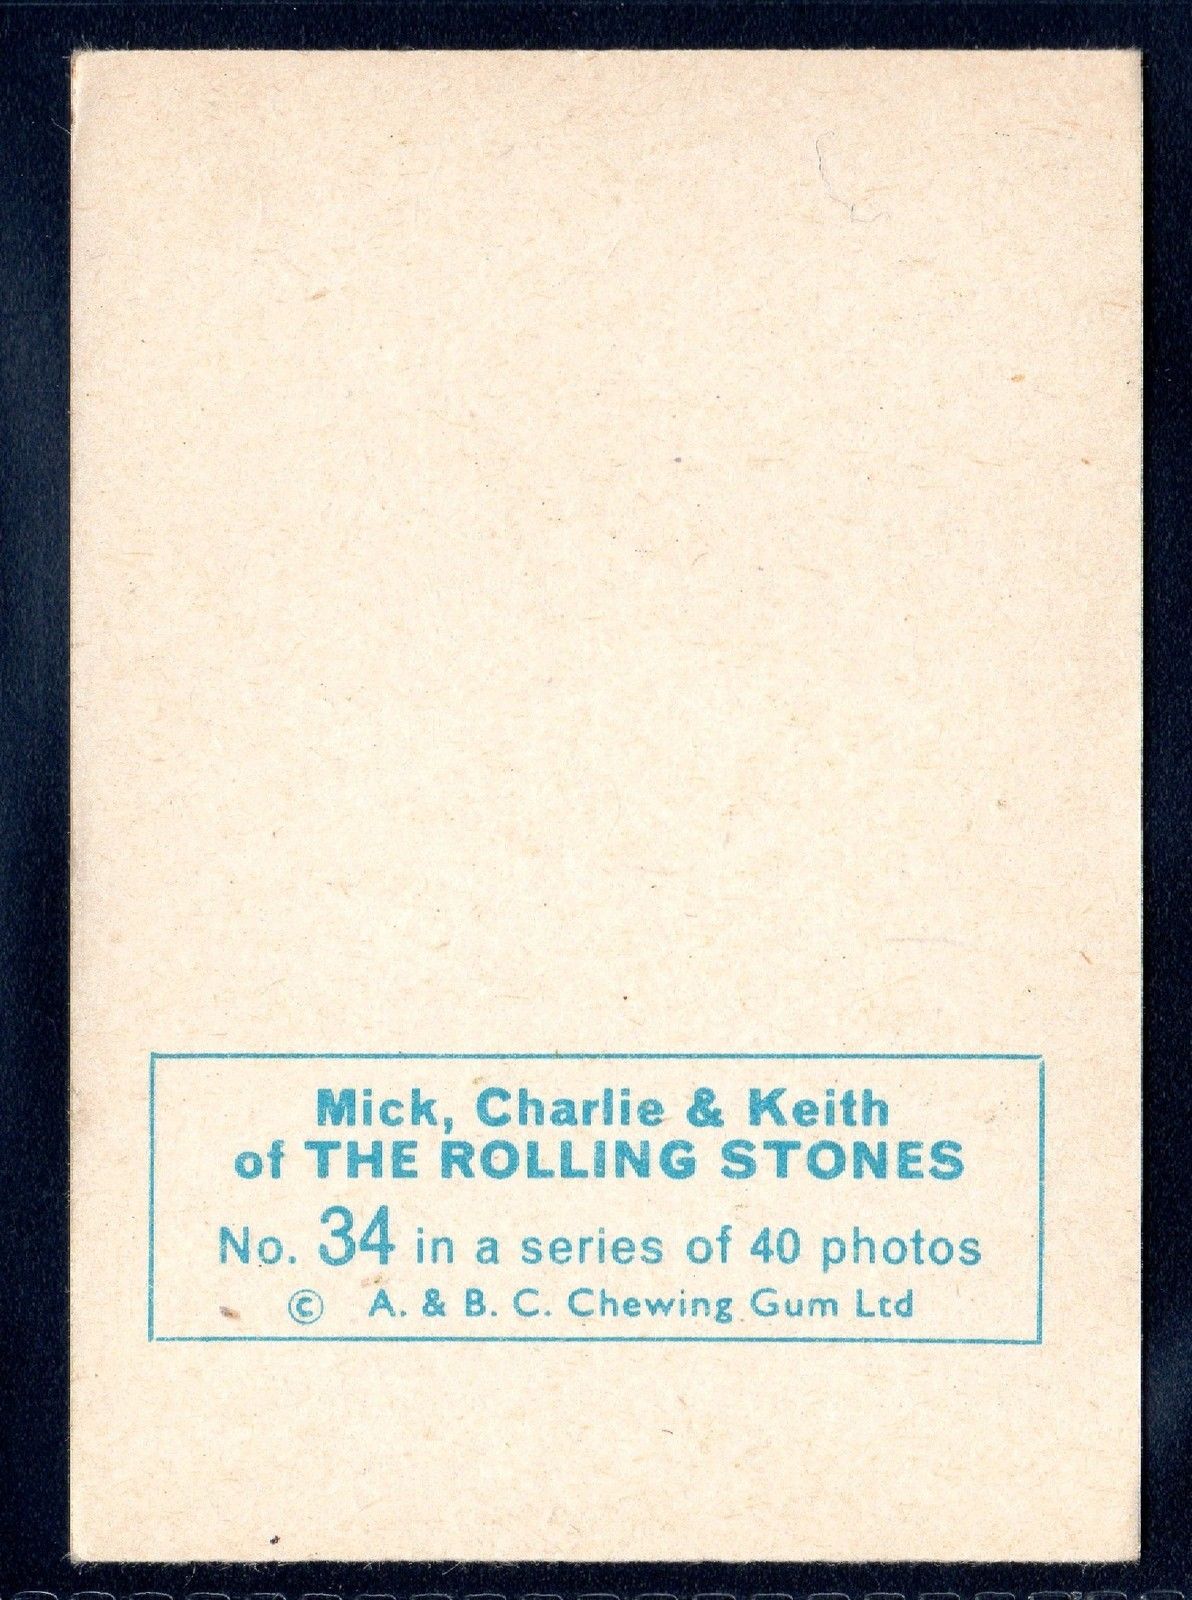 Mick, Charlie & Keith
of THE ROLLING STONES
No. 34 in a series of 40 photos
© A. & B. C. Chewing Gum Ltd